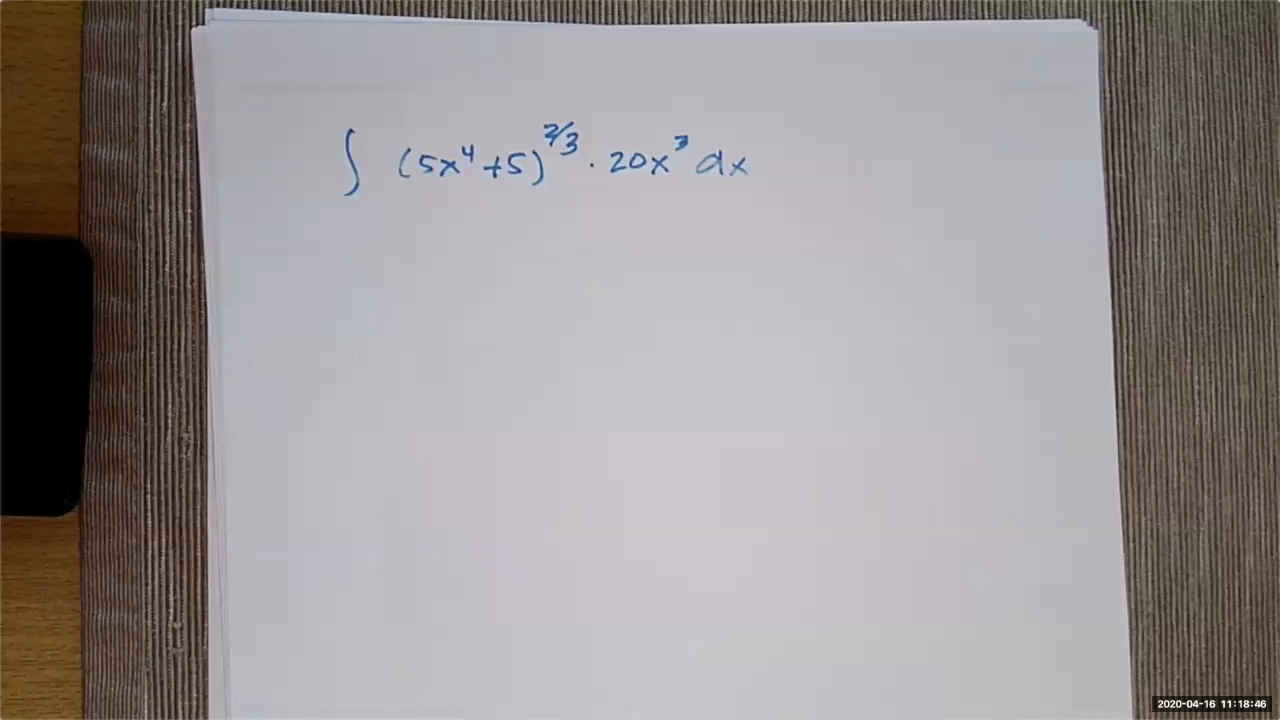 ∫ (5x⁴+5)^{2/3} · 20x³ dx
2020-04-16 11:18:46